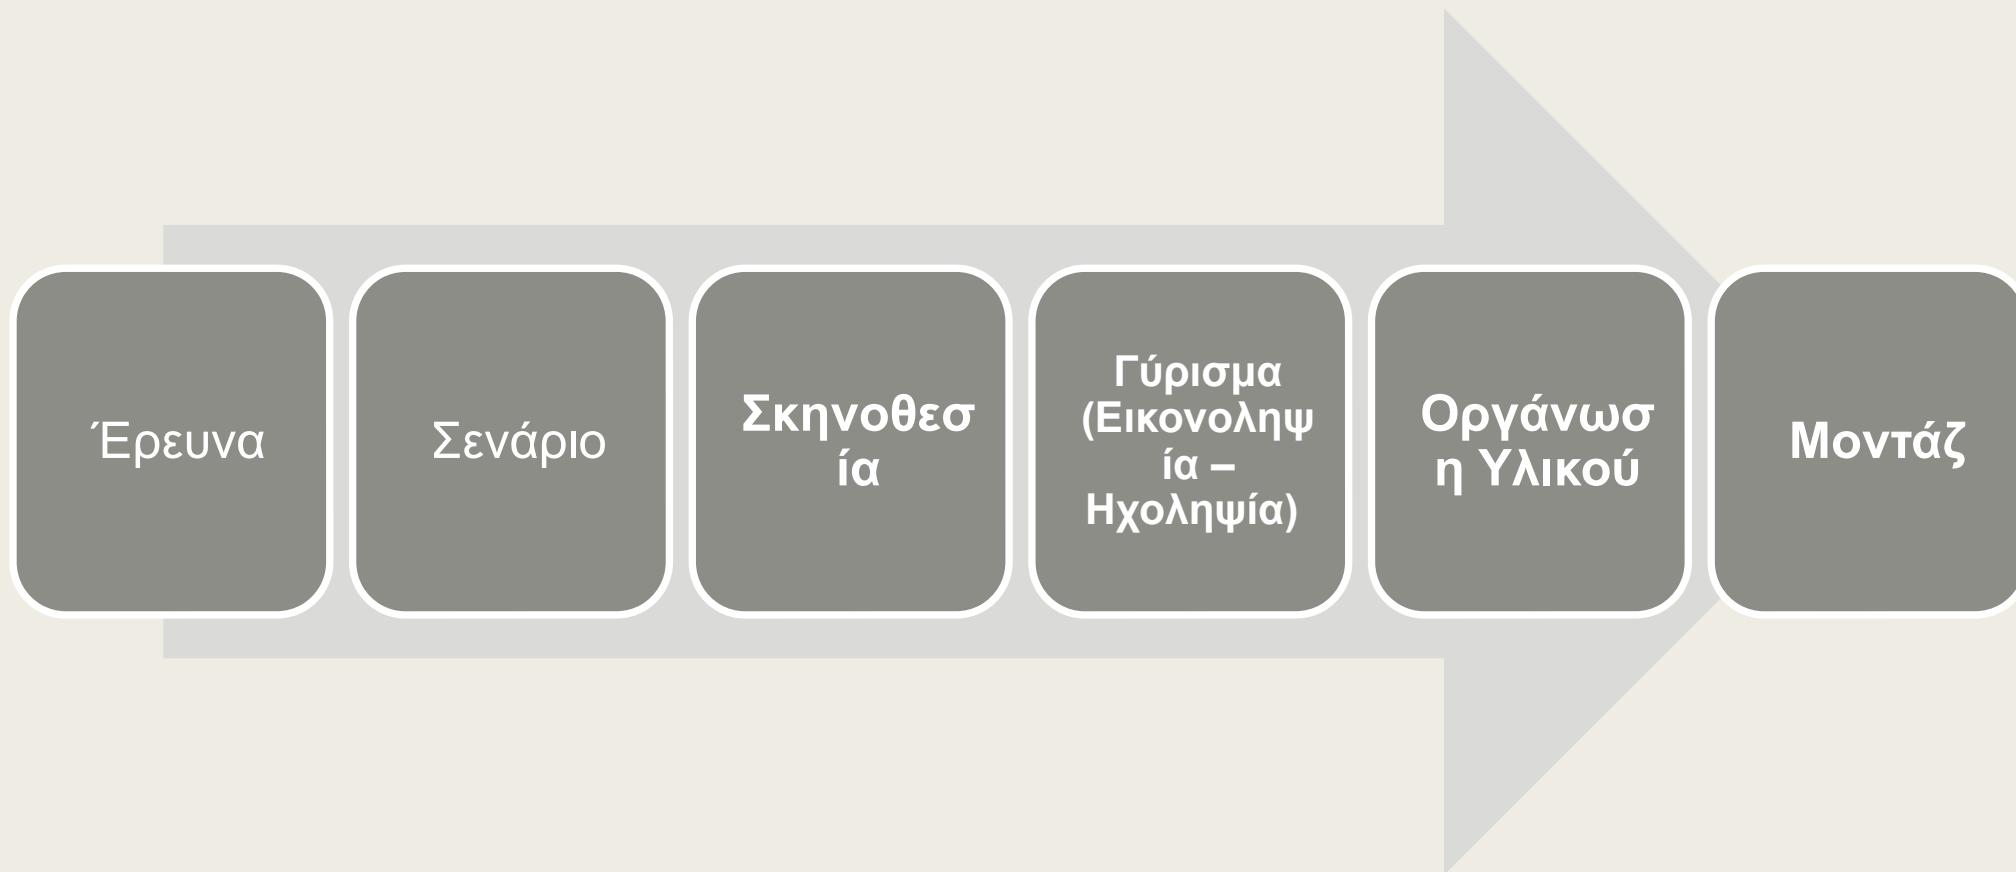 Έρευνα
Σενάριο
Σκηνοθεσ
ία
Γύρισμα
(Εικονοληψ
ία –
Ηχοληψία)
Οργάνωσ
η Υλικού
Μοντάζ